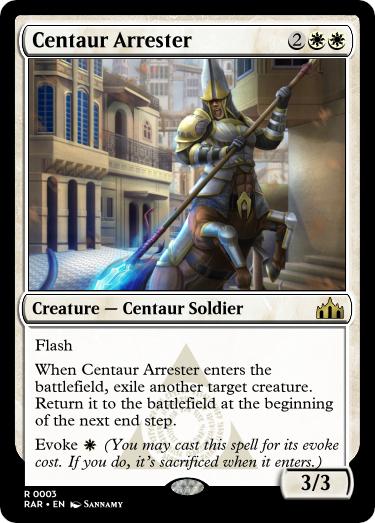 Centaur Arrester 2
Creature — Centaur Soldier
Flash
When Centaur Arrester enters the
battlefield, exile another target creature.
Return it to the battlefield at the beginning
of the next end step.
Evoke (You may cast this spell for its evoke
cost. If you do, it's sacrificed when it enters.)
3/3
R 0003
RAR • EN SANNAMY